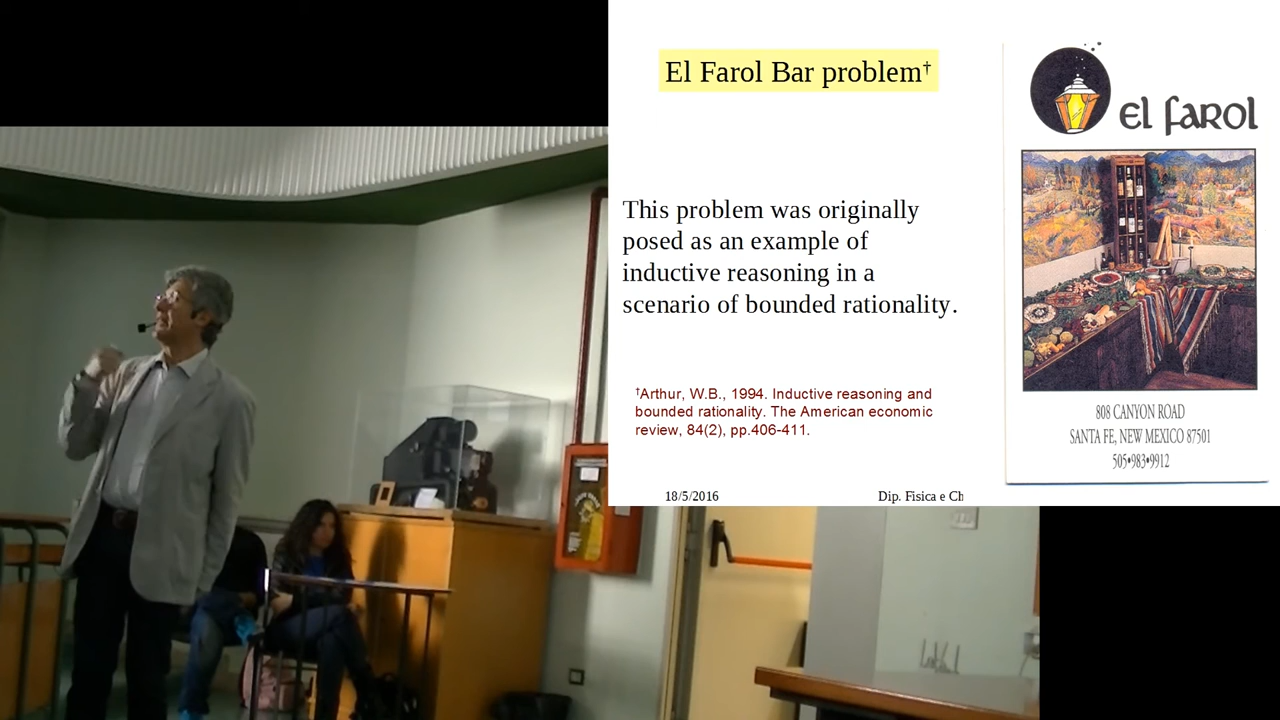 El Farol Bar problem†
el farol
This problem was originally
posed as an example of
inductive reasoning in a
scenario of bounded rationality.
†Arthur, W.B., 1994. Inductive reasoning and
bounded rationality. The American economic
review, 84(2), pp.406-411.
808 CANYON ROAD
SANTA FE, NEW MEXICO 87501
505•983•9912
18/5/2016
Dip. Fisica e Ch